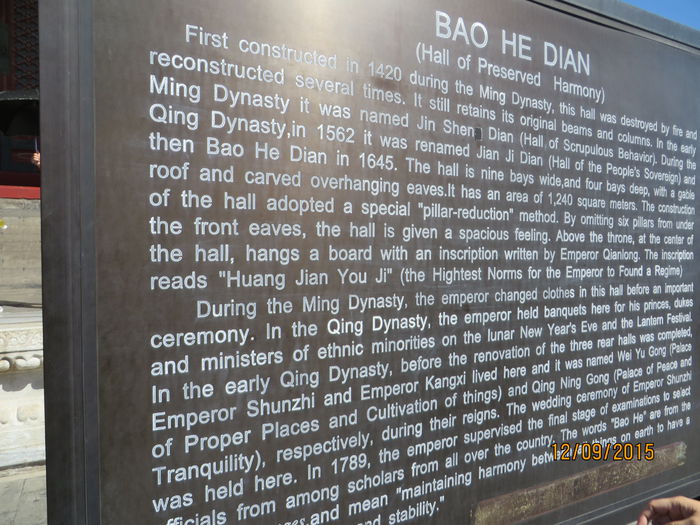 BAO HE DIAN
(Hall of Preserved Harmony)
First constructed in 1420 during the Ming Dynasty, this hall was destroyed by fire and
reconstructed several times. It still retains its original beams and columns. In the early
Ming Dynasty it was named Jin Shen Dian (Hall of Scrupulous Behavior). During the
Qing Dynasty,in 1562 it was renamed Jian Ji Dian (Hall of the People's Sovereign) and
then Bao He Dian in 1645. The hall is nine bays wide,and four bays deep, with a gable
roof and carved overhanging eaves.It has an area of 1,240 square meters. The construction
of the hall adopted a special "pillar-reduction" method. By omitting six pillars from under
the front eaves, the hall is given a spacious feeling. Above the throne, at the center of
the hall, hangs a board with an inscription written by Emperor Qianlong. The inscription
reads "Huang Jian You Ji" (the Hightest Norms for the Emperor to Found a Regime)
During the Ming Dynasty, the emperor changed clothes in this hall before an important
ceremony. In the Qing Dynasty, the emperor held banquets here for his princes, dukes
and ministers of ethnic minorities on the lunar New Year's Eve and the Lantern Festival.
In the early Qing Dynasty, before the renovation of the three rear halls was completed,
Emperor Shunzhi and Emperor Kangxi lived here and it was named Wei Yu Gong (Palace
of Proper Places and Cultivation of things) and Qing Ning Gong (Palace of Peace and
Tranquility), respectively, during their reigns. The wedding ceremony of Emperor Shunzhi
was held here. In 1789, the emperor supervised the final stage of examinations to select
officials from among scholars from all over the country. The words "Bao He" are from the
and mean "maintaining harmony between things on earth to have a
and stability."
12/09/2015